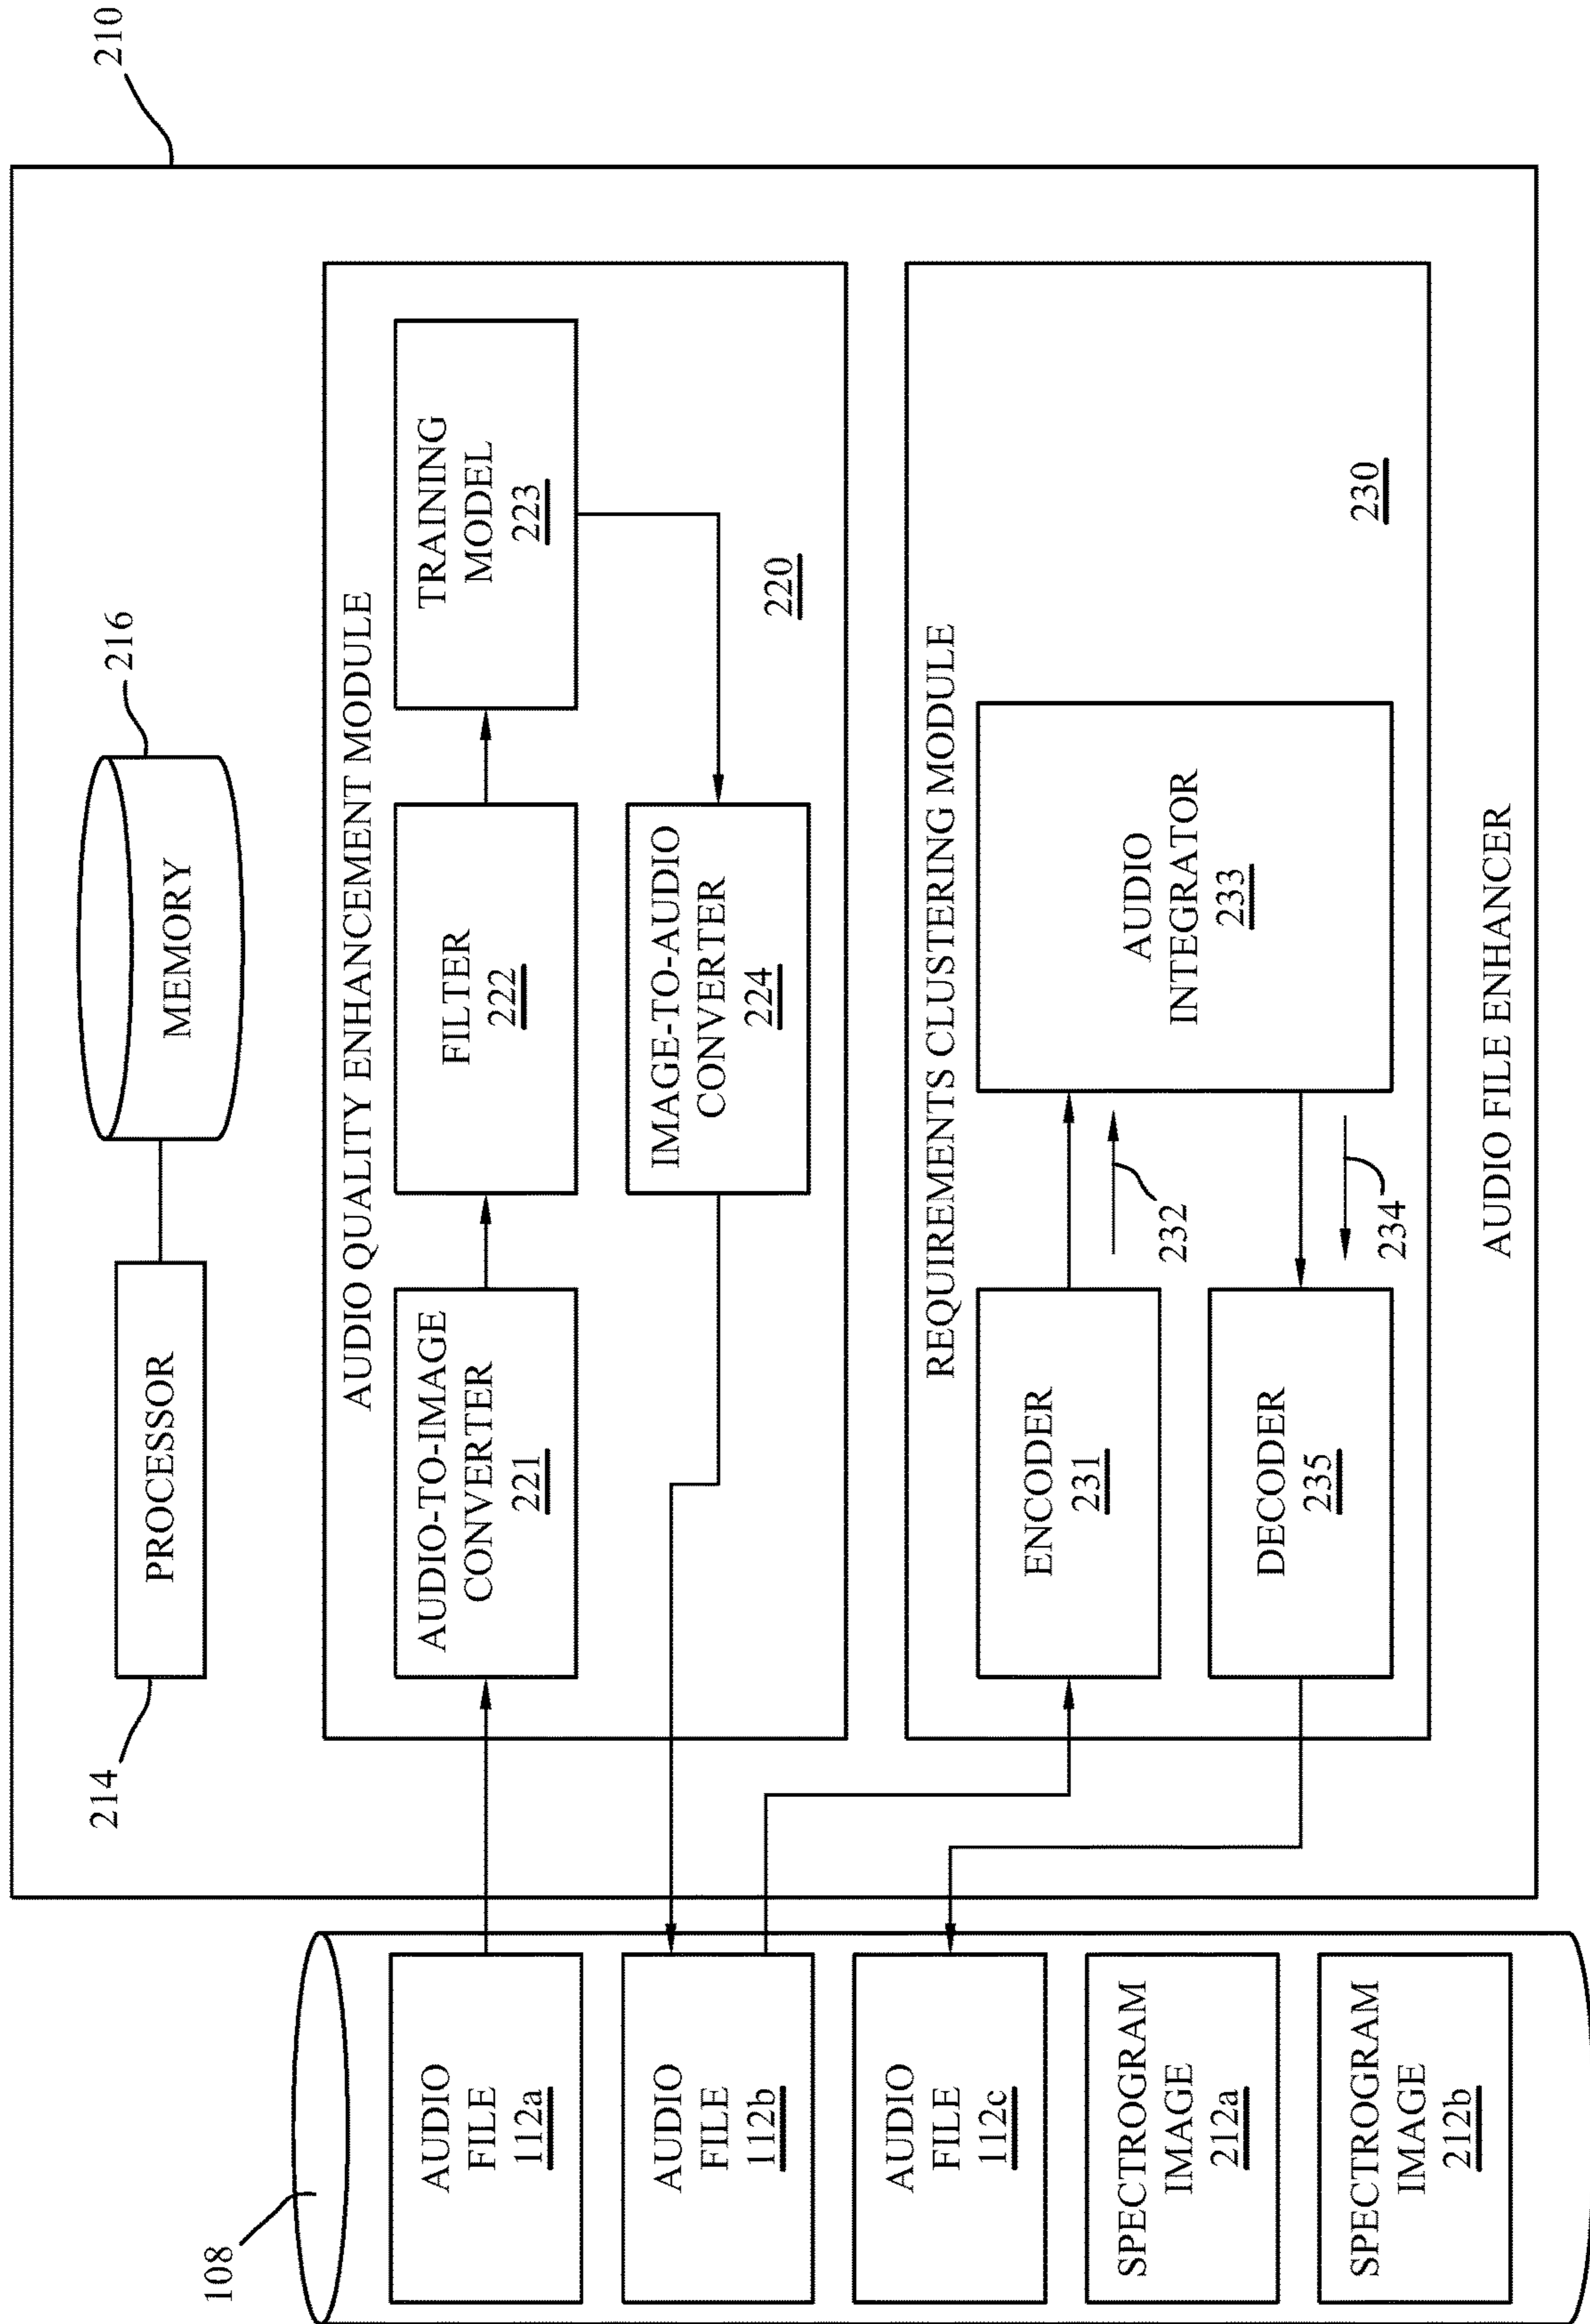 210
216
MEMORY
PROCESSOR
214
AUDIO QUALITY ENHANCEMENT MODULE
AUDIO-TO-IMAGE
CONVERTER
221
FILTER
222
TRAINING
MODEL
223
IMAGE-TO-AUDIO
CONVERTER
224
220
REQUIREMENTS CLUSTERING MODULE
ENCODER
231
232
AUDIO
INTEGRATOR
233
DECODER
235
234
230
AUDIO FILE ENHANCER
108
AUDIO
FILE
112a
AUDIO
FILE
112b
AUDIO
FILE
112c
SPECTROGRAM
IMAGE
212a
SPECTROGRAM
IMAGE
212b